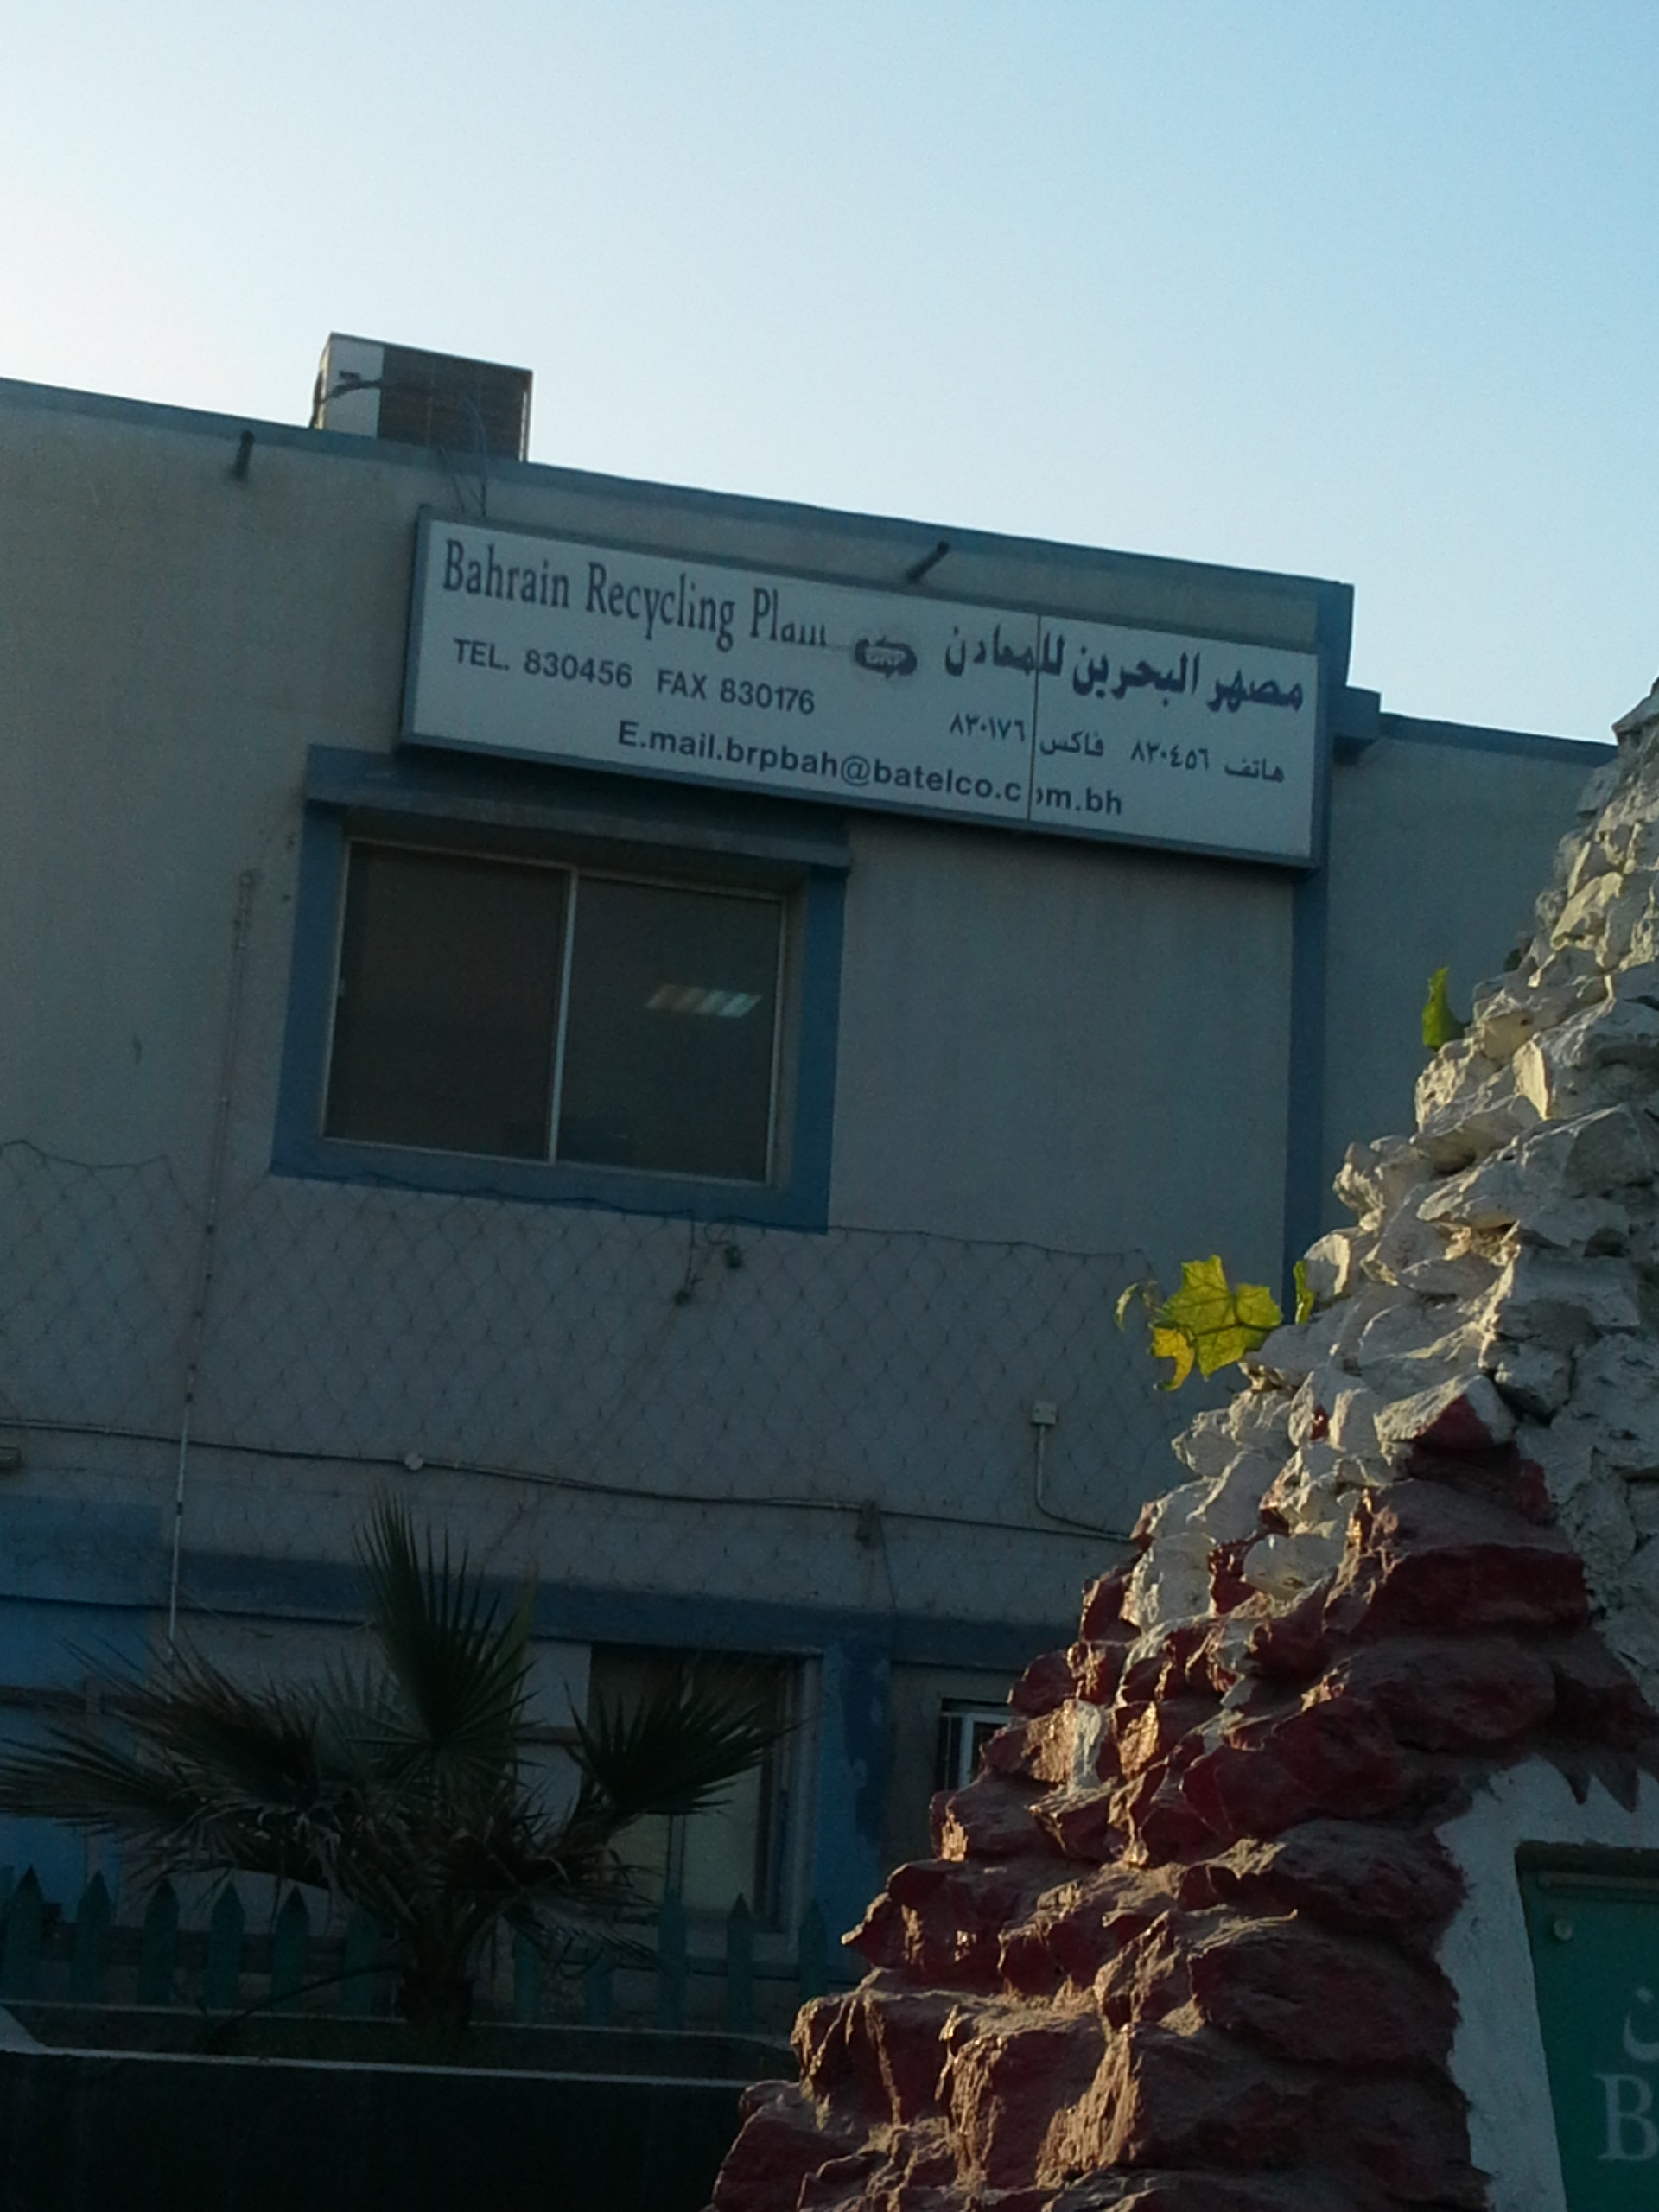 Bahrain Recycling Plant
مصهر البحرين للمعادن
TEL. 830456 FAX 830176
هاتف ٨٣٠٤٥٦ فاكس ٨٣٠١٧٦
E.mail.brpbah@batelco.com.bh